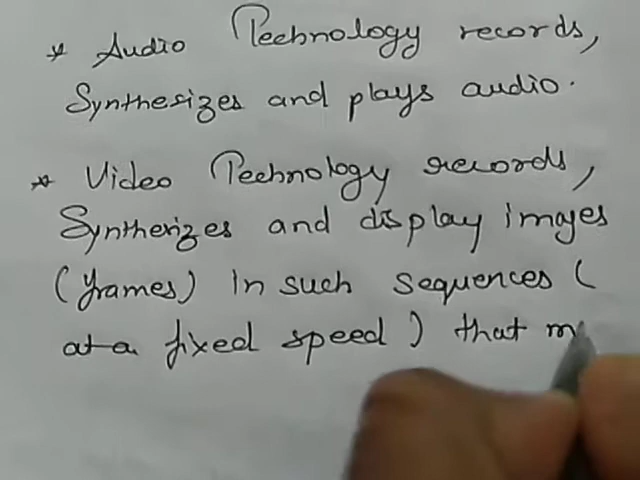 * Audio Technology records,
Synthesizes and plays audio.
* Video Technology records,
Synthesizes and display images
(frames) in such sequences (
at a fixed speed) that m